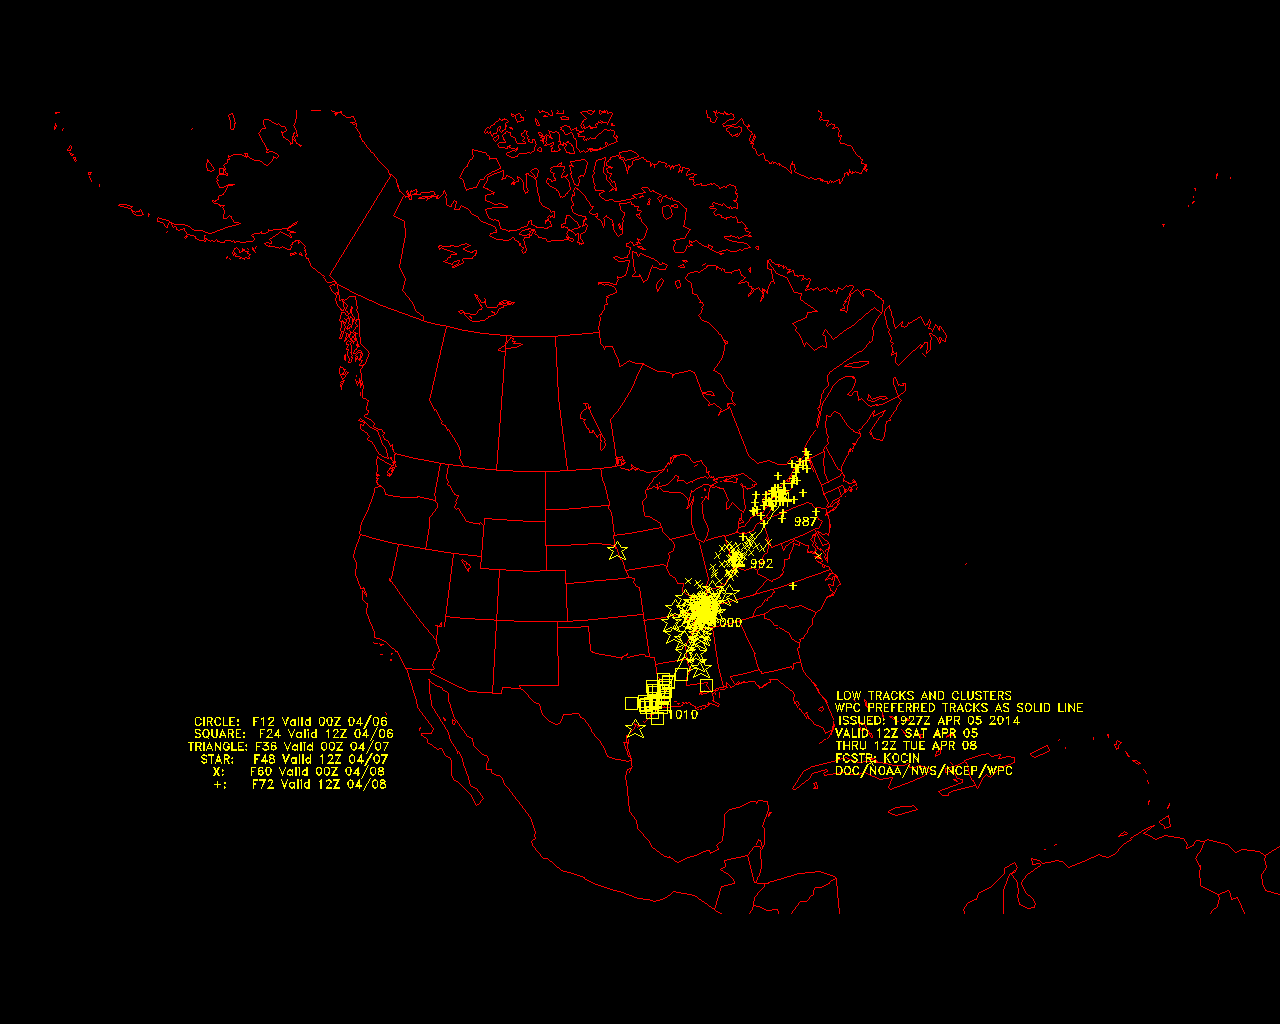 987
992
1000
1010
LOW TRACKS AND CLUSTERS
WPC PREFERRED TRACKS AS SOLID LINE
ISSUED: 1927Z APR 05 2014
VALID 12Z SAT APR 05
THRU 12Z TUE APR 08
FCSTR: KOCIN
DOC/NOAA/NWS/NCEP/WPC
CIRCLE: F12 Valid 00Z 04/06
SQUARE: F24 Valid 12Z 04/06
TRIANGLE: F36 Valid 00Z 04/07
STAR: F48 Valid 12Z 04/07
X: F60 Valid 00Z 04/08
+: F72 Valid 12Z 04/08